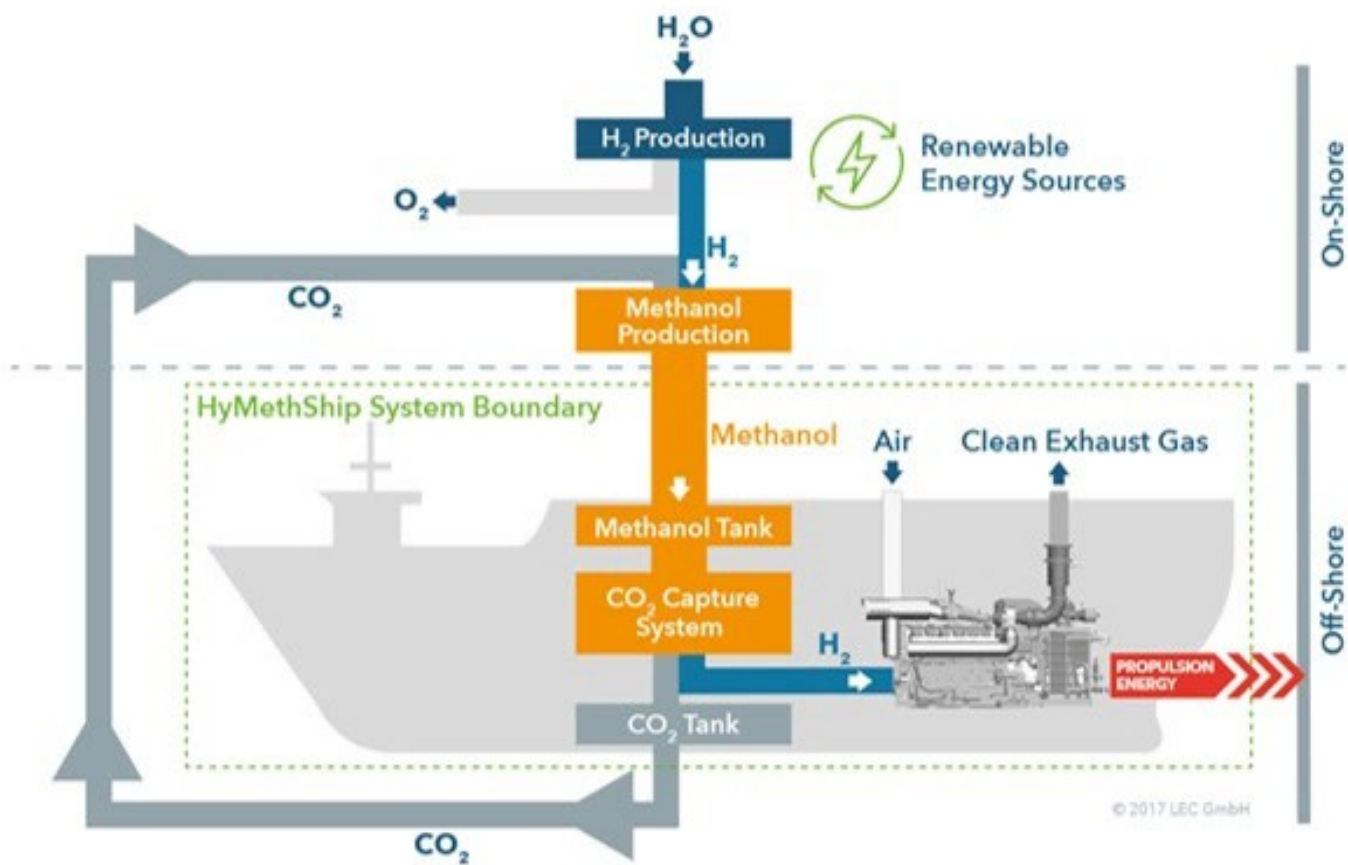 H₂O
H₂ Production
Renewable
Energy Sources
O₂
H₂
CO₂
Methanol
Production
On-Shore
HyMethShip System Boundary
Methanol
Air
Clean Exhaust Gas
Methanol Tank
CO₂ Capture
System
H₂
PROPULSION
ENERGY
CO₂ Tank
Off-Shore
© 2017 LEC GmbH
CO₂